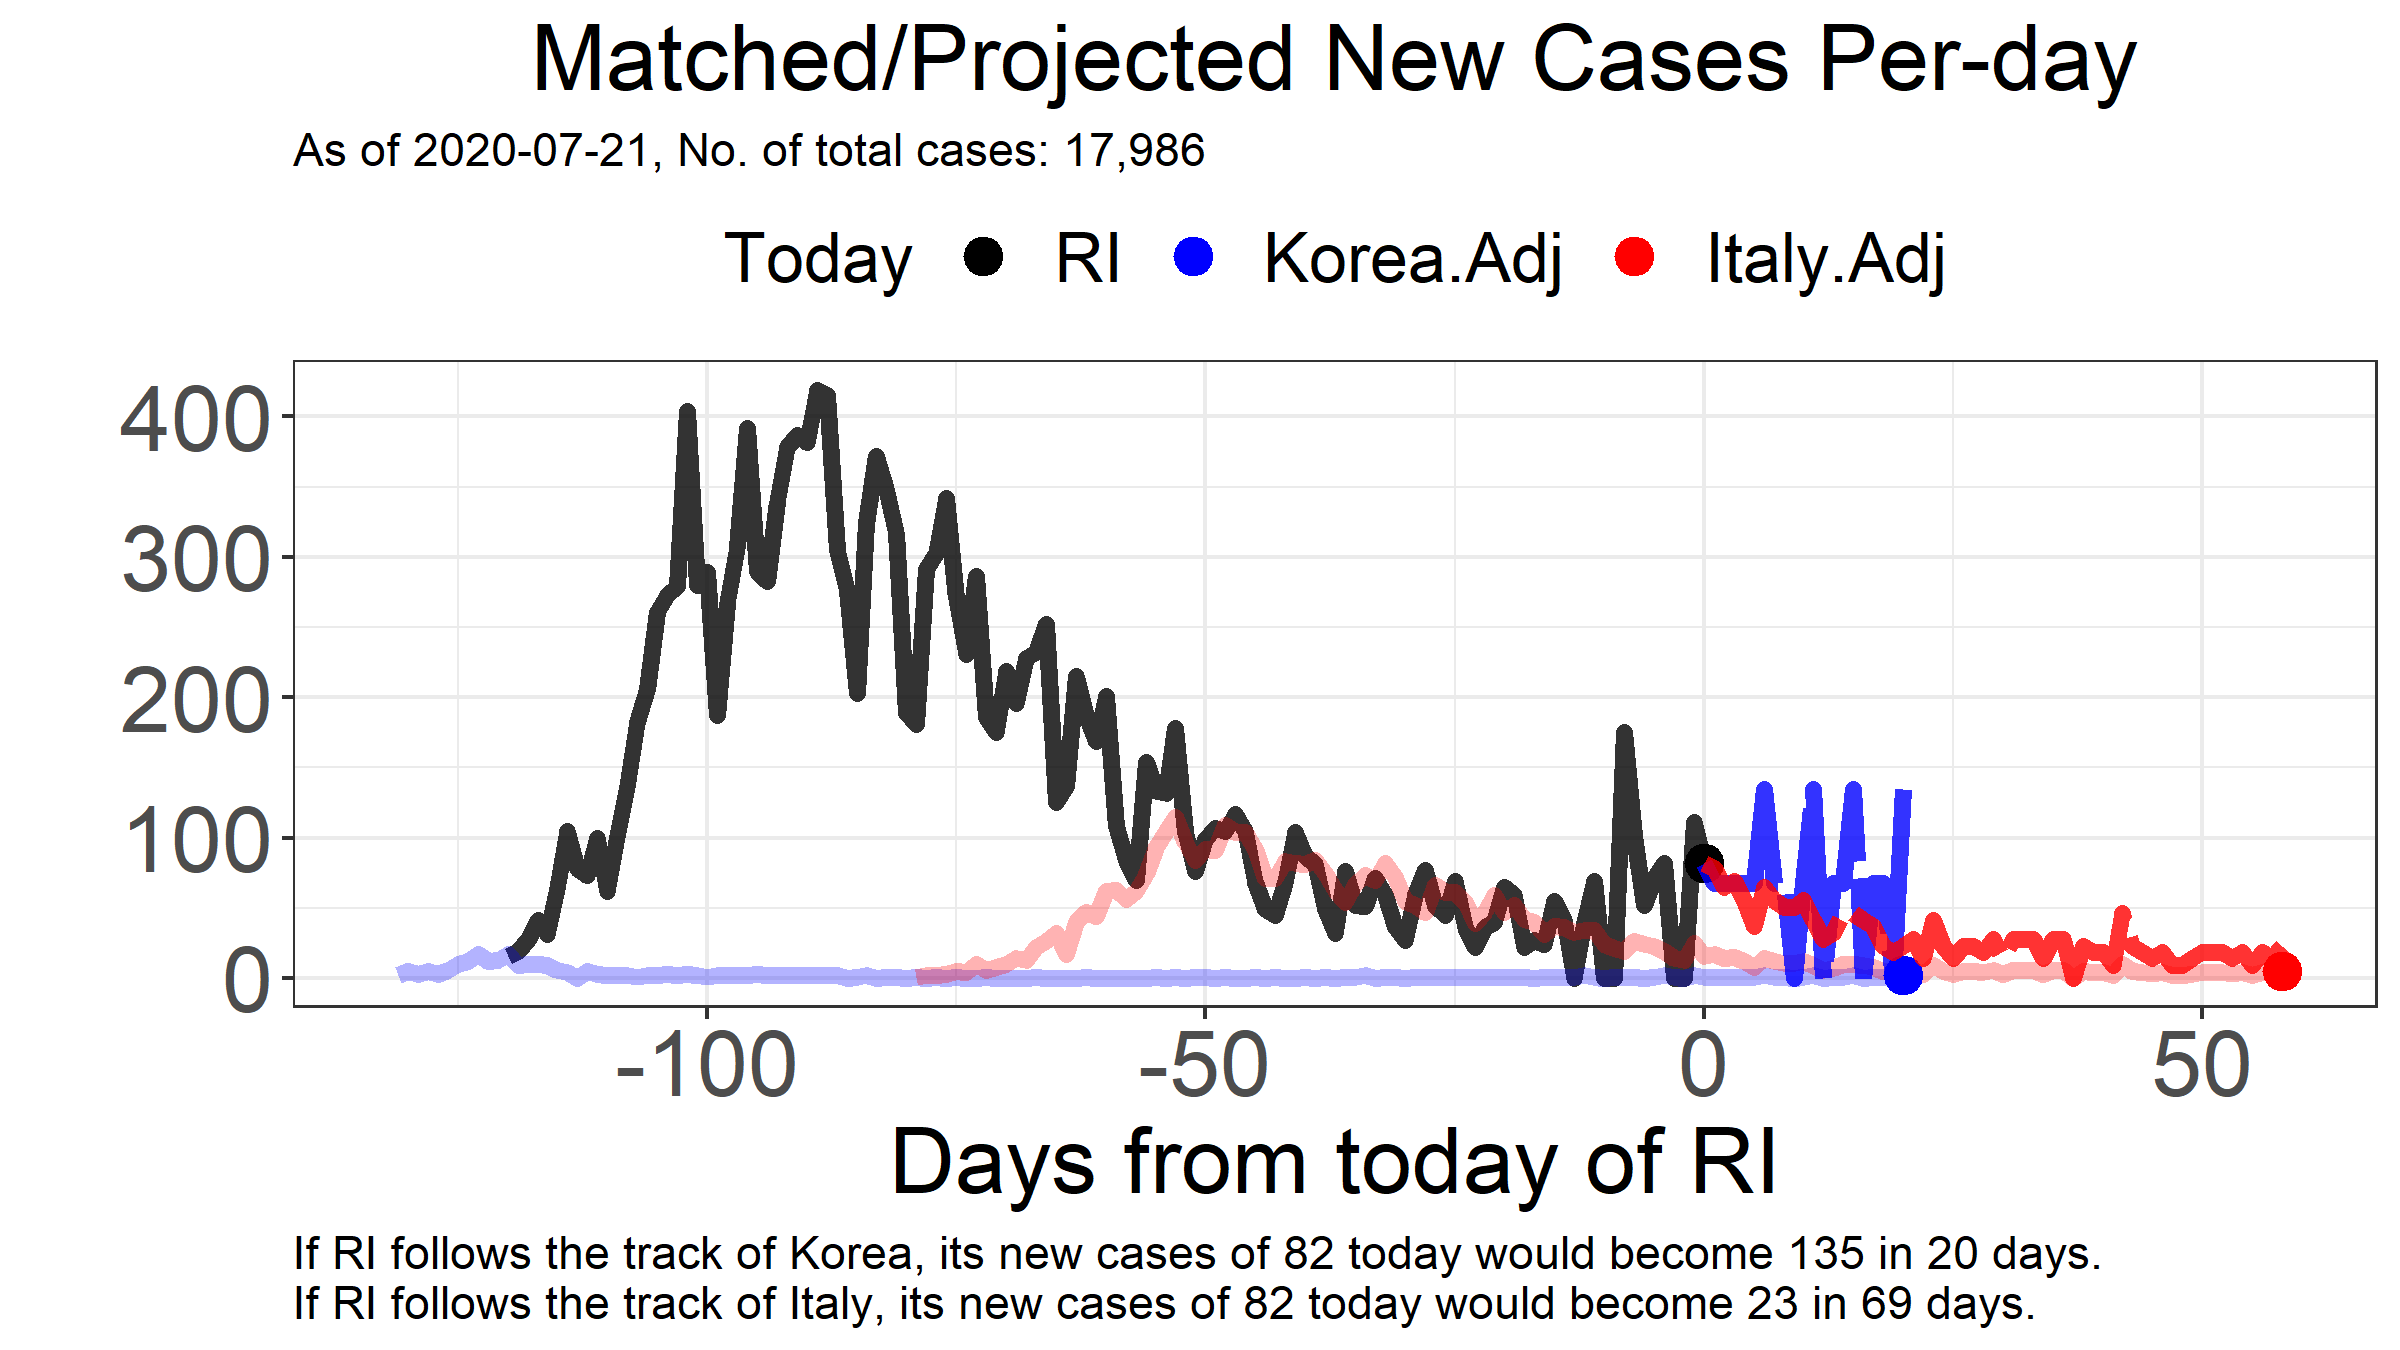 Matched/Projected New Cases Per-day
As of 2020-07-21, No. of total cases: 17,986
Today RI Korea.Adj Italy.Adj
400
300
200
100
0
-100 -50 0 50
Days from today of RI
If RI follows the track of Korea, its new cases of 82 today would become 135 in 20 days.
If RI follows the track of Italy, its new cases of 82 today would become 23 in 69 days.